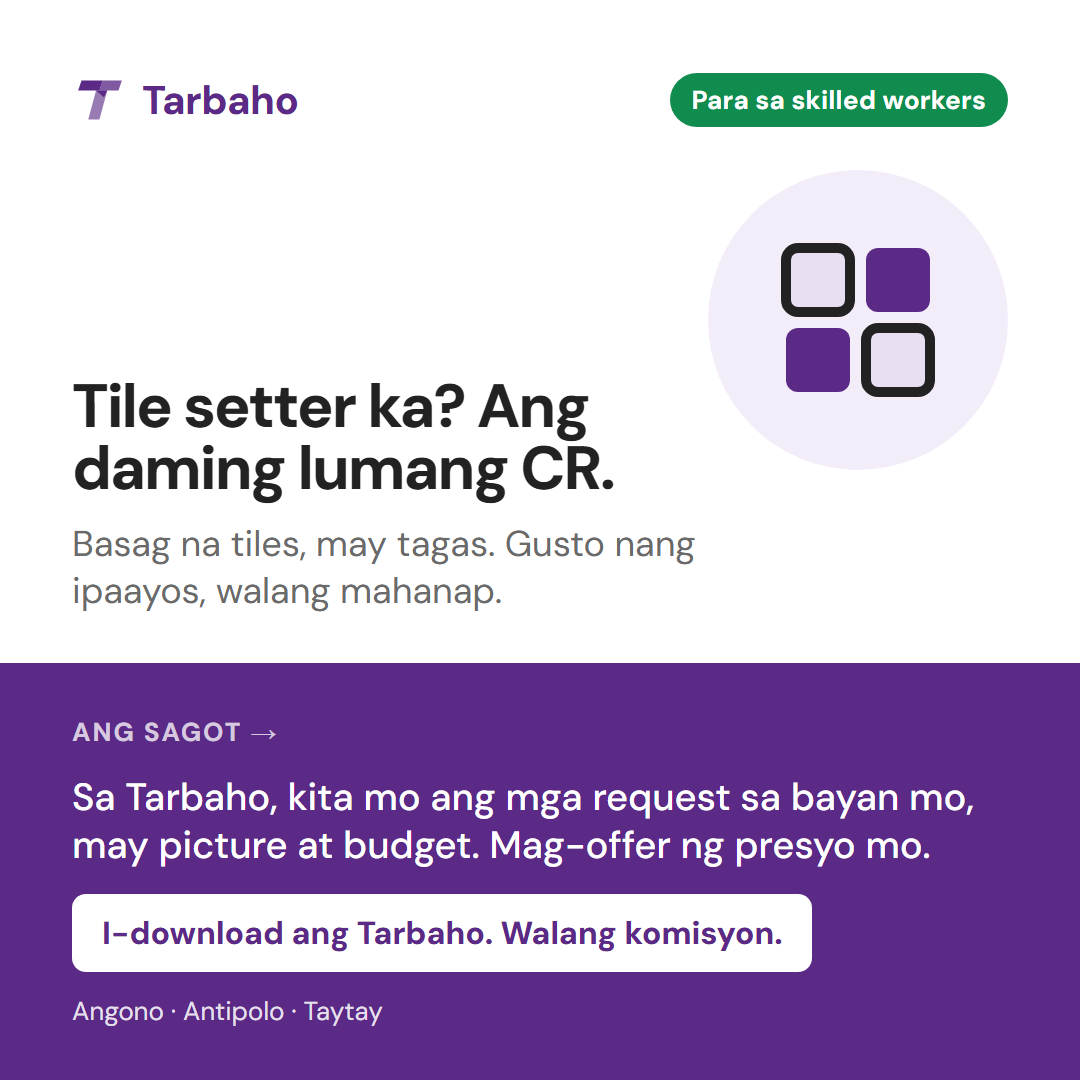 Tarbaho
Para sa skilled workers
Tile setter ka? Ang
daming lumang CR.
Basag na tiles, may tagas. Gusto nang
ipaayos, walang mahanap.
ANG SAGOT →
Sa Tarbaho, kita mo ang mga request sa bayan mo,
may picture at budget. Mag-offer ng presyo mo.
I-download ang Tarbaho. Walang komisyon.
Angono · Antipolo · Taytay